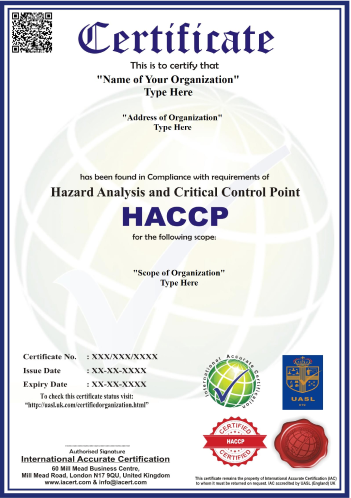 Certificate
This is to certify that
"Name of Your Organization"
Type Here
"Address of Organization"
Type Here
has been found in Compliance with requirements of
Hazard Analysis and Critical Control Point
HACCP
for the following scope:
"Scope of Organization"
Type Here
Certificate No. : XXX/XXX/XXXX
Issue Date : XX-XX-XXXX
Expiry Date : XX-XX-XXXX
To check this certificate status visit:
"http://uasl.uk.com/certifiedorganization.html"
International Accurate Certification
UASL
CERTIFIED
HACCP
CERTIFIED
Authorised Signature
International Accurate Certification
60 Mill Mead Business Centre,
Mill Mead Road, London N17 9QU, United Kingdom
www.iacert.com & info@iacert.com
This certificate remains the property of International Accurate Certification (IAC)
to whom it must be returned on request. IAC accredited by UASL (England) UK